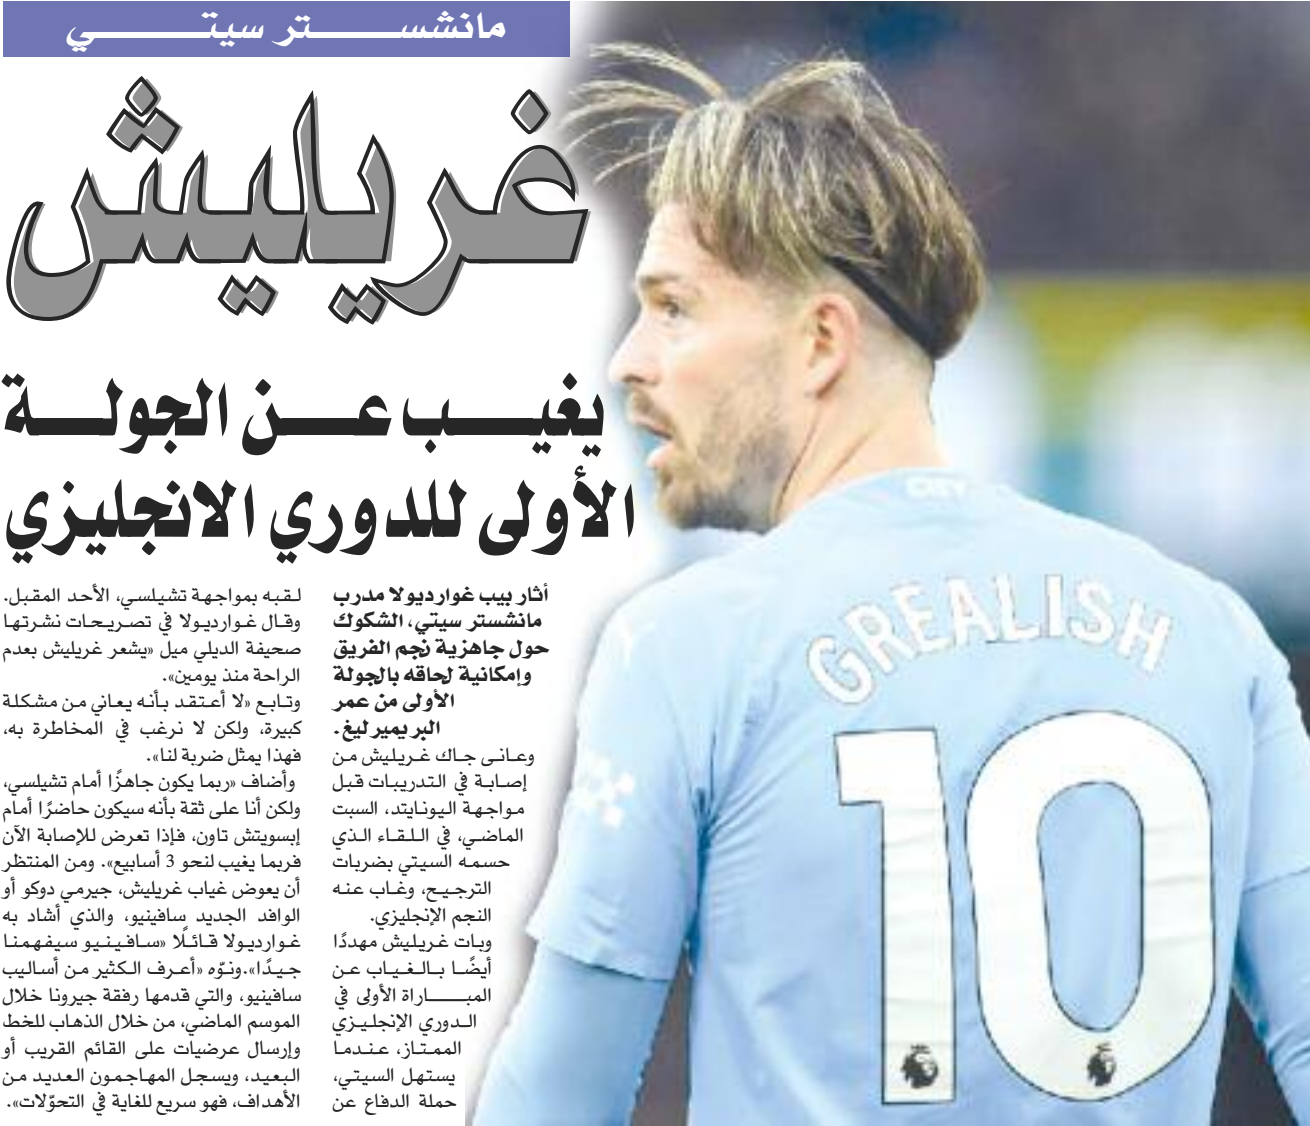 مانشستر سيتي
غريليش
يغيب عن الجولة
الأولى للدوري الانجليزي
أثار بيب غوارديولا مدرب
مانشستر سيتي، الشكوك
حول جاهزية نجم الفريق
وإمكانية لحاقه بالجولة
الأولى من عمر
البريميرليغ.
وعانى جاك غريليش من
إصابة في التدريبات قبل
مواجهة اليونايتد، السبت
الماضي، في اللقاء الذي
حسمه السيتي بضربات
الترجيح، وغاب عنه
النجم الإنجليزي.
وبات غريليش مهددًا
أيضًا بالغياب عن
المباراة الأولى في
الدوري الإنجليزي
الممتاز، عندما
يستهل السيتي،
حملة الدفاع عن
لقبه بمواجهة تشيلسي، الأحد المقبل.
وقال غوارديولا في تصريحات نشرتها
صحيفة الديلي ميل «يشعر غريليش بعدم
الراحة منذ يومين».
وتابع «لا أعتقد بأنه يعاني من مشكلة
كبيرة، ولكن لا نرغب في المخاطرة به،
فهذا يمثل ضربة لنا».
وأضاف «ربما يكون جاهزًا أمام تشيلسي،
ولكن أنا على ثقة بأنه سيكون حاضرًا أمام
إبسويتش تاون، فإذا تعرض للإصابة الآن
فربما يغيب لنحو 3 أسابيع». ومن المنتظر
أن يعوض غياب غريليش، جيرمي دوكو أو
الوافد الجديد سافينيو، والذي أشاد به
غوارديولا قائلًا «سافينيو سيفهمنا
جيدًا».ونوّه «أعرف الكثير من أساليب
سافينيو، والتي قدمها رفقة جيرونا خلال
الموسم الماضي، من خلال الذهاب للخط
وإرسال عرضيات على القائم القريب أو
البعيد، ويسجل المهاجمون العديد من
الأهداف، فهو سريع للغاية في التحوّلات».
CITY
GREALISH
10